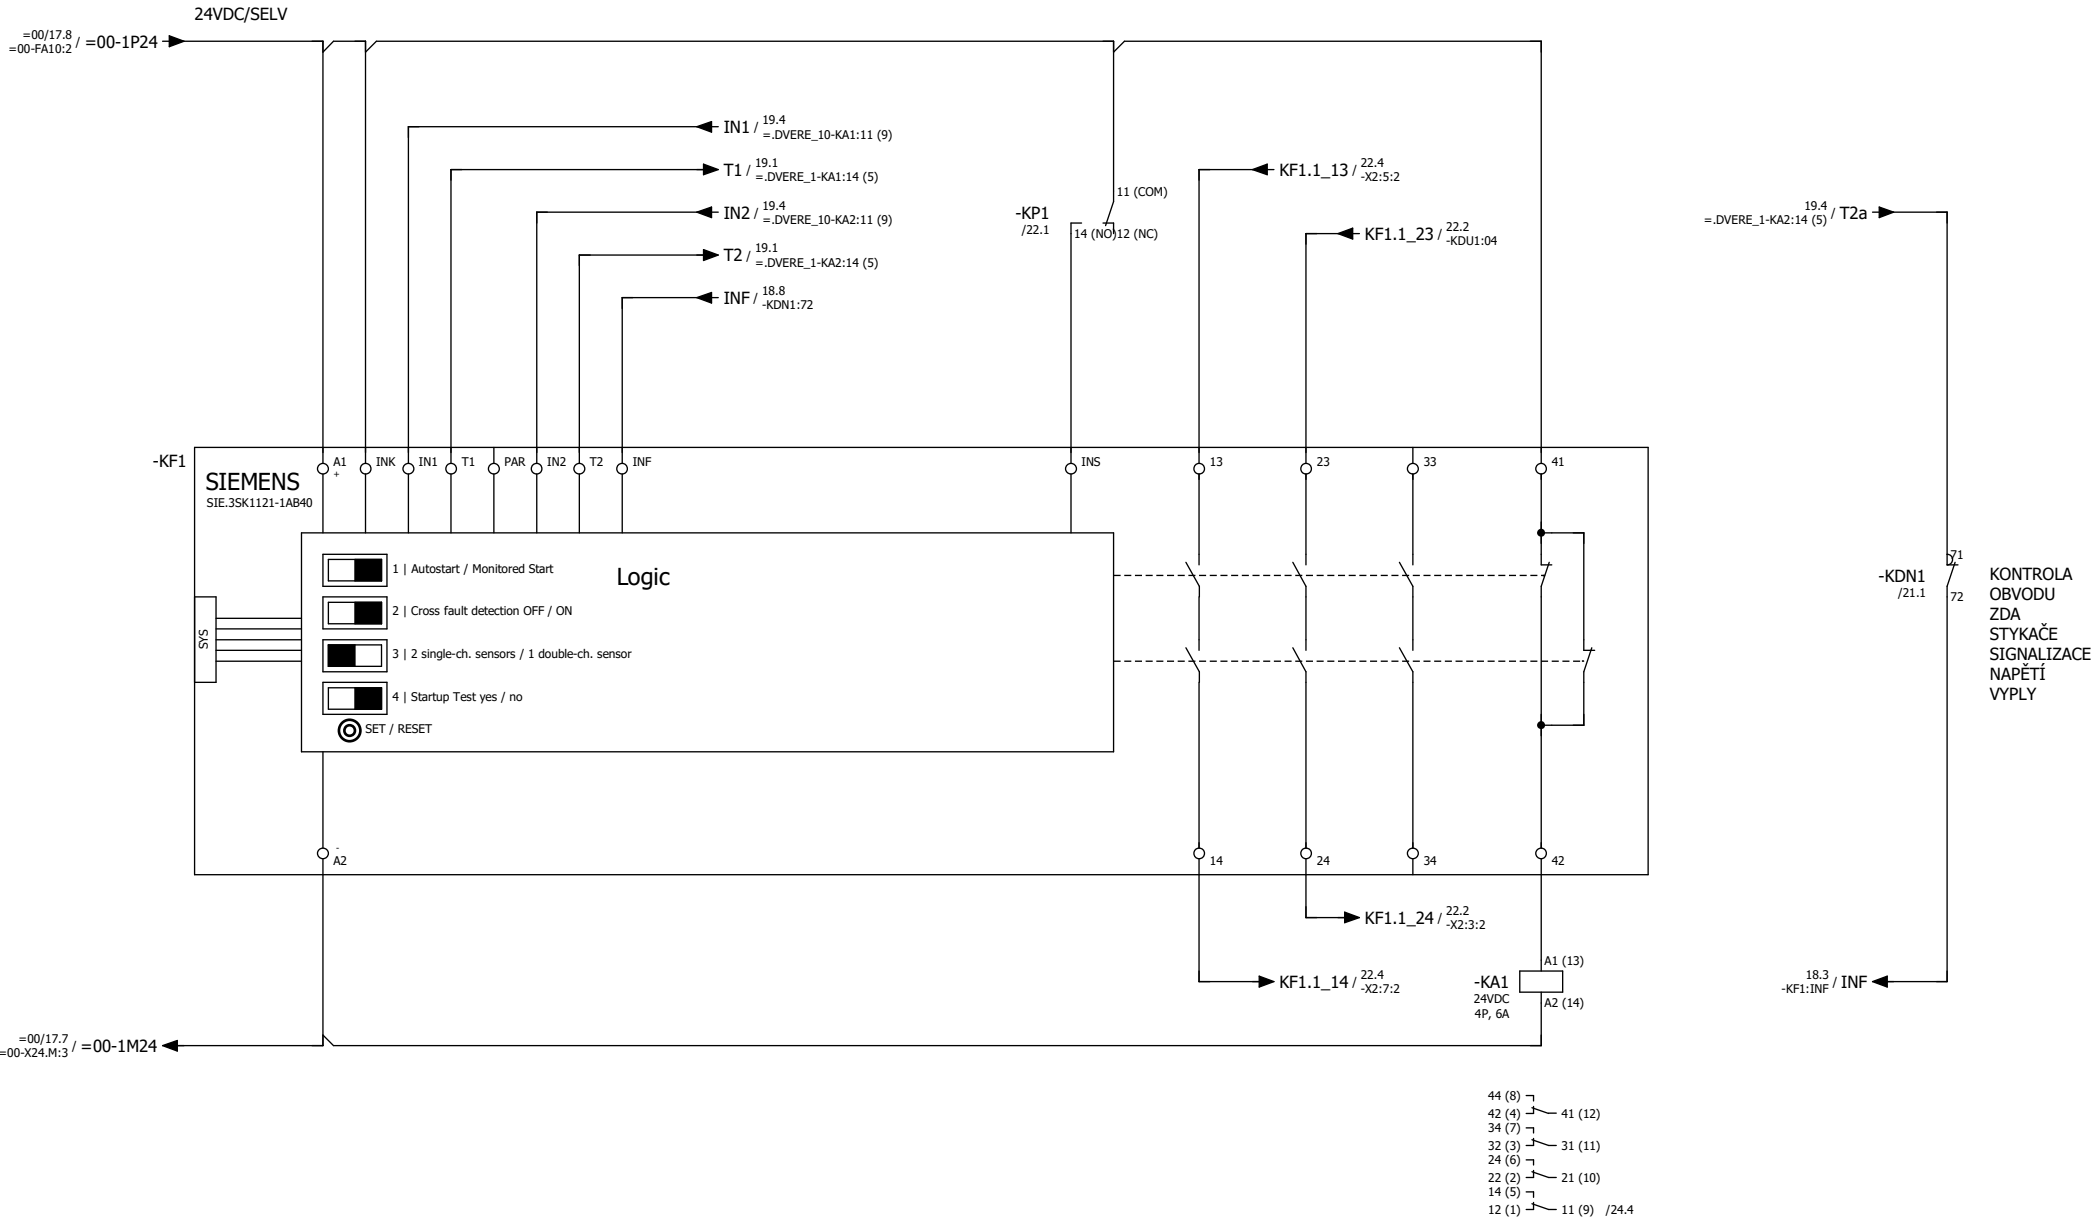 24VDC/SELV
=00/17.8
=00-FA10:2 / =00-1P24
IN1 / 19.4
=.DVERE_10-KA1:11 (9)
T1 / 19.1
=.DVERE_1-KA1:14 (5)
IN2 / 19.4
=.DVERE_10-KA2:11 (9)
T2 / 19.1
=.DVERE_1-KA2:14 (5)
INF / 18.8
-KDN1:72
-KP1
/22.1
11 (COM)
14 (NO)
12 (NC)
KF1.1_13 / 22.4
-X2:5:2
KF1.1_23 / 22.2
-KDU1:04
19.4
=.DVERE_1-KA2:14 (5) / T2a
-KF1
SIEMENS
SIE.3SK1121-1AB40
A1
+
INK
IN1
T1
PAR
IN2
T2
INF
INS
13
23
33
41
1 | Autostart / Monitored Start
Logic
2 | Cross fault detection OFF / ON
3 | 2 single-ch. sensors / 1 double-ch. sensor
4 | Startup Test yes / no
SET / RESET
SYS
-KDN1
/21.1
71
72
KONTROLA
OBVODU
ZDA
STYKAČE
SIGNALIZACE
NAPĚTÍ
VYPLY
-
A2
14
24
34
42
KF1.1_24 / 22.2
-X2:3:2
KF1.1_14 / 22.4
-X2:7:2
-KA1
24VDC
4P, 6A
A1 (13)
A2 (14)
18.3
-KF1:INF / INF
=00/17.7
=00-X24.M:3 / =00-1M24
44 (8)
42 (4) 41 (12)
34 (7)
32 (3) 31 (11)
24 (6)
22 (2) 21 (10)
14 (5)
12 (1) 11 (9) /24.4